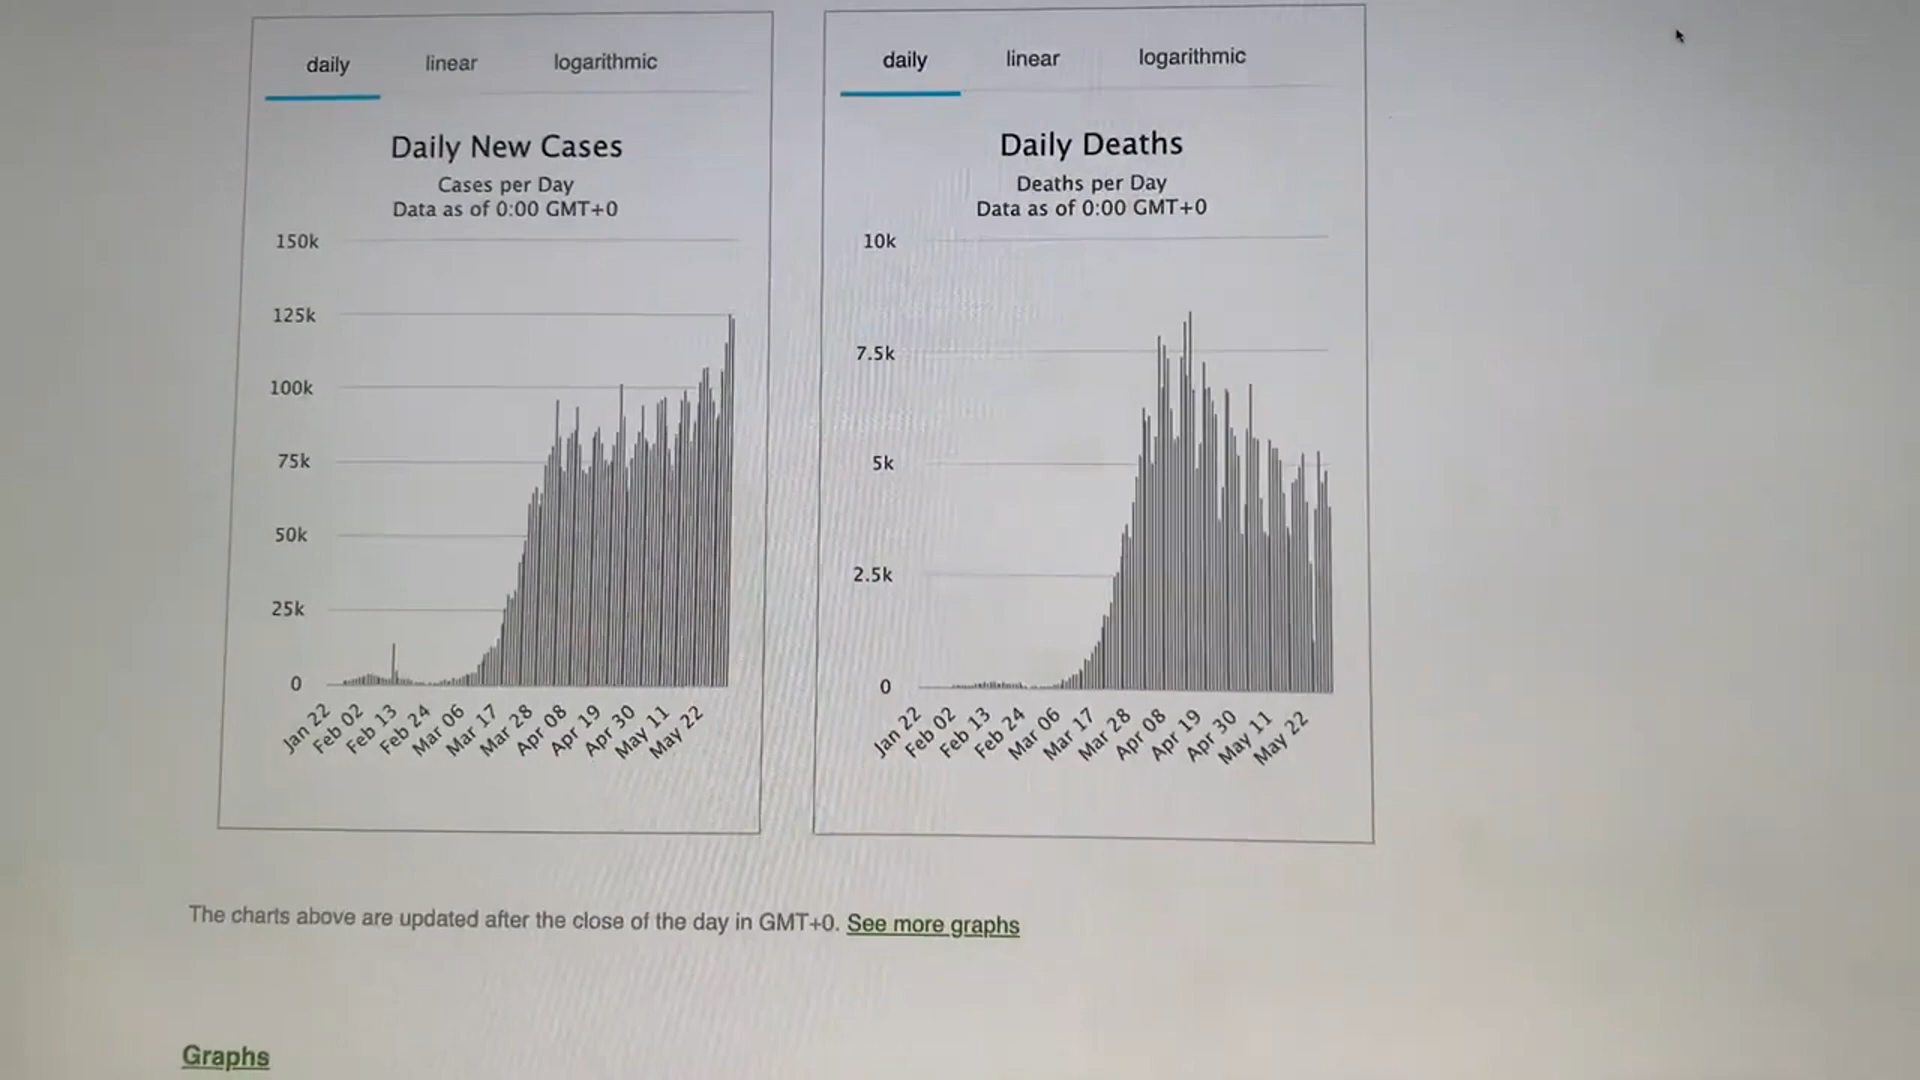 daily linear logarithmic
Daily New Cases
Cases per Day
Data as of 0:00 GMT+0
150k
125k
100k
75k
50k
25k
0
Jan 22 Feb 02 Feb 13 Feb 24 Mar 06 Mar 17 Mar 28 Apr 08 Apr 19 Apr 30 May 11 May 22
daily linear logarithmic
Daily Deaths
Deaths per Day
Data as of 0:00 GMT+0
10k
7.5k
5k
2.5k
0
Jan 22 Feb 02 Feb 13 Feb 24 Mar 06 Mar 17 Mar 28 Apr 08 Apr 19 Apr 30 May 11 May 22
The charts above are updated after the close of the day in GMT+0. See more graphs
Graphs